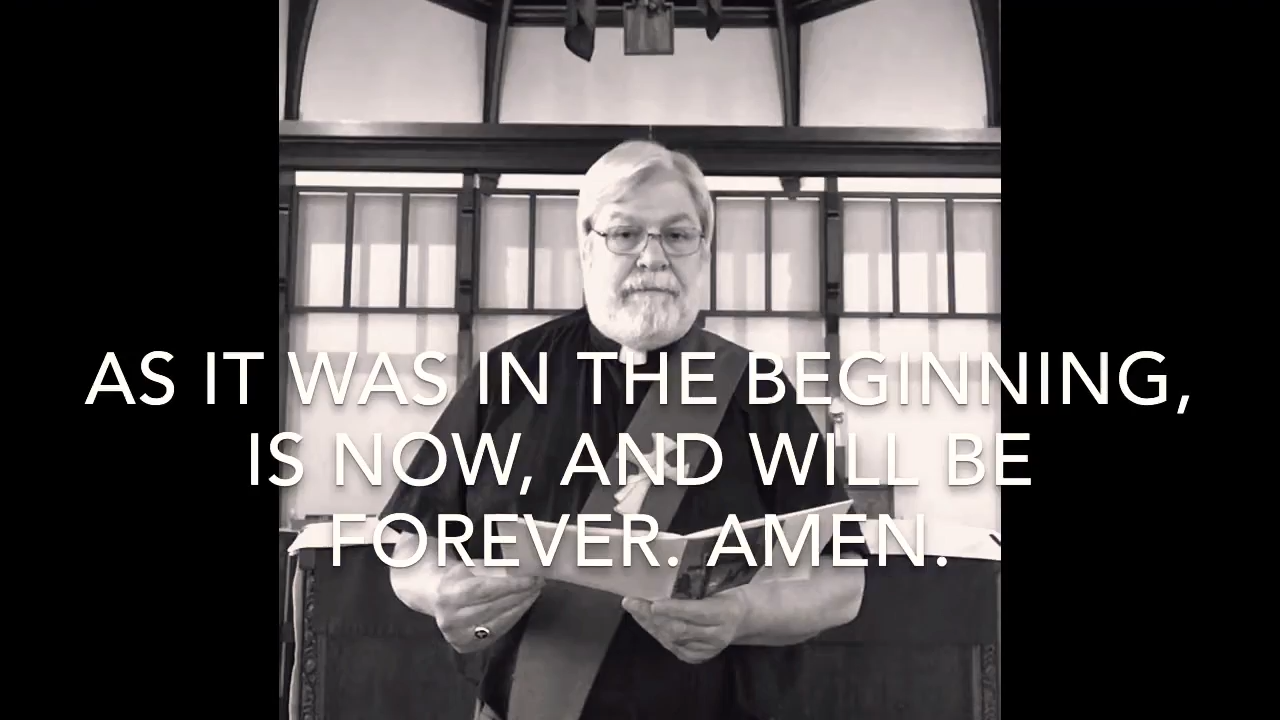 AS IT WAS IN THE BEGINNING,
IS NOW, AND WILL BE
FOREVER. AMEN.